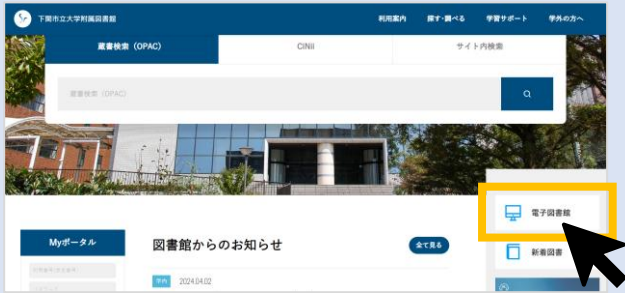 下関市立大学附属図書館
利用案内 探す・調べる 学習サポート 学外の方へ
蔵書検索 (OPAC) CiNii サイト内検索
蔵書検索 (OPAC)
電子図書館
Myポータル 図書館からのお知らせ 全て見る 新着図書
学内 2024.04.02